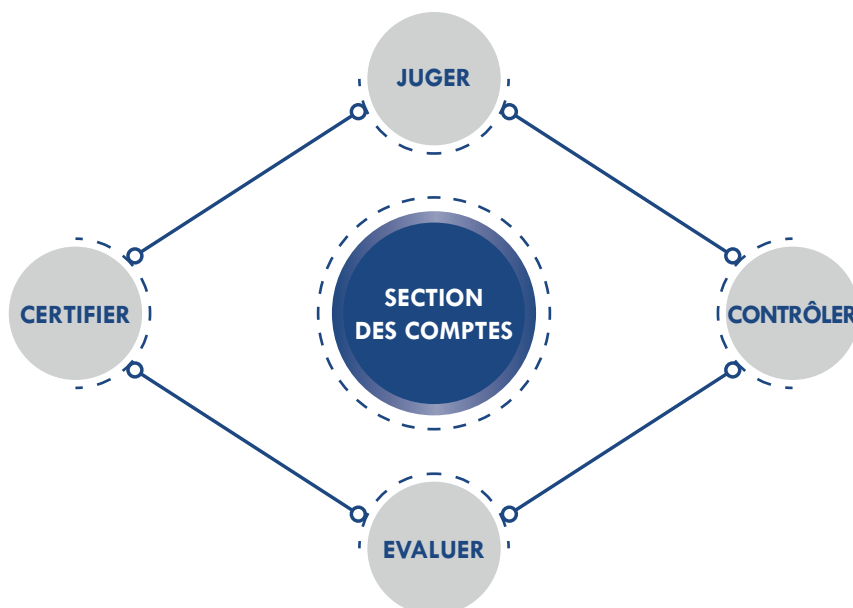 JUGER
CERTIFIER
SECTION
DES COMPTES
CONTRÔLER
EVALUER